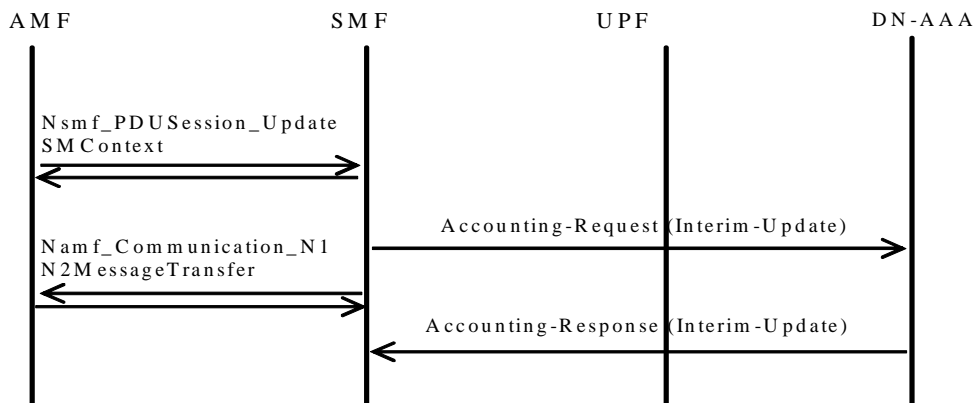 AMF
SMF
UPF
DN-AAA
Nsmf_PDUSession_Update
SMContext
Accounting-Request (Interim-Update)
Namf_Communication_N1
N2MessageTransfer
Accounting-Response (Interim-Update)